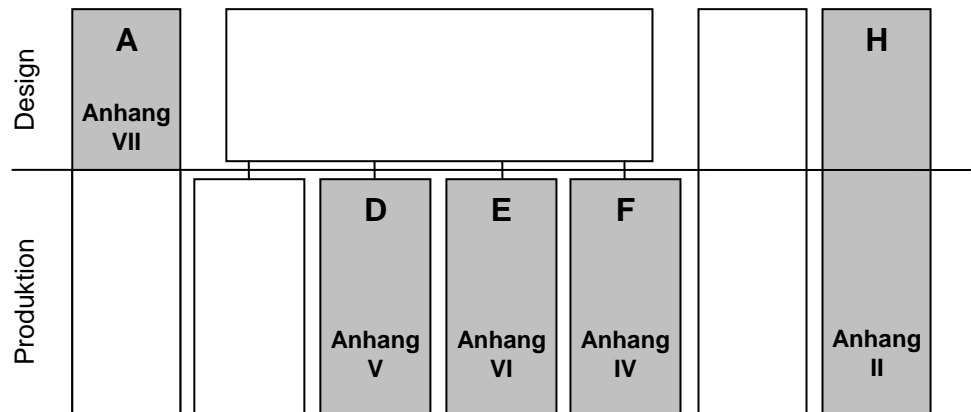 Design
A
Anhang
VII
H
Produktion
D
Anhang
V
E
Anhang
VI
F
Anhang
IV
Anhang
II